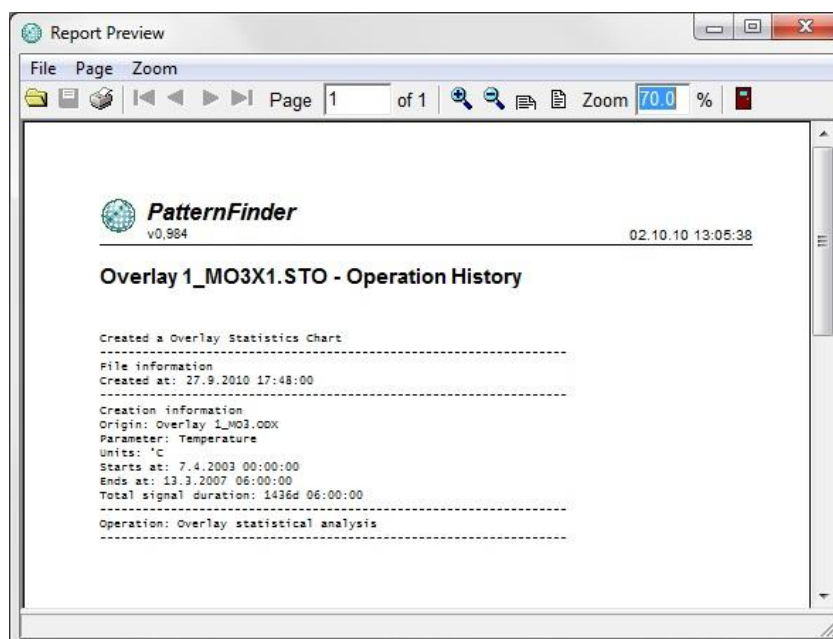 Report Preview
File Page Zoom
Page 1 of 1 Zoom 70.0 %
PatternFinder
v0,984
02.10.10 13:05:38
Overlay 1_MO3X1.STO - Operation History
Created a Overlay Statistics Chart
--------------------------------------------------------------------
File information
Created at: 27.9.2010 17:48:00
--------------------------------------------------------------------
Creation information
Origin: Overlay 1_MO3.ODX
Parameter: Temperature
Units: °C
Starts at: 7.4.2003 00:00:00
Ends at: 13.3.2007 06:00:00
Total signal duration: 1436d 06:00:00
--------------------------------------------------------------------
Operation: Overlay statistical analysis
--------------------------------------------------------------------